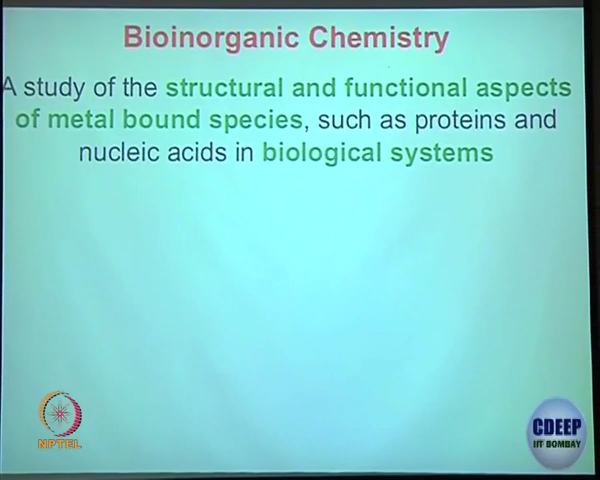 Bioinorganic Chemistry
A study of the structural and functional aspects
of metal bound species, such as proteins and
nucleic acids in biological systems
NPTEL
CDEEP
IIT BOMBAY